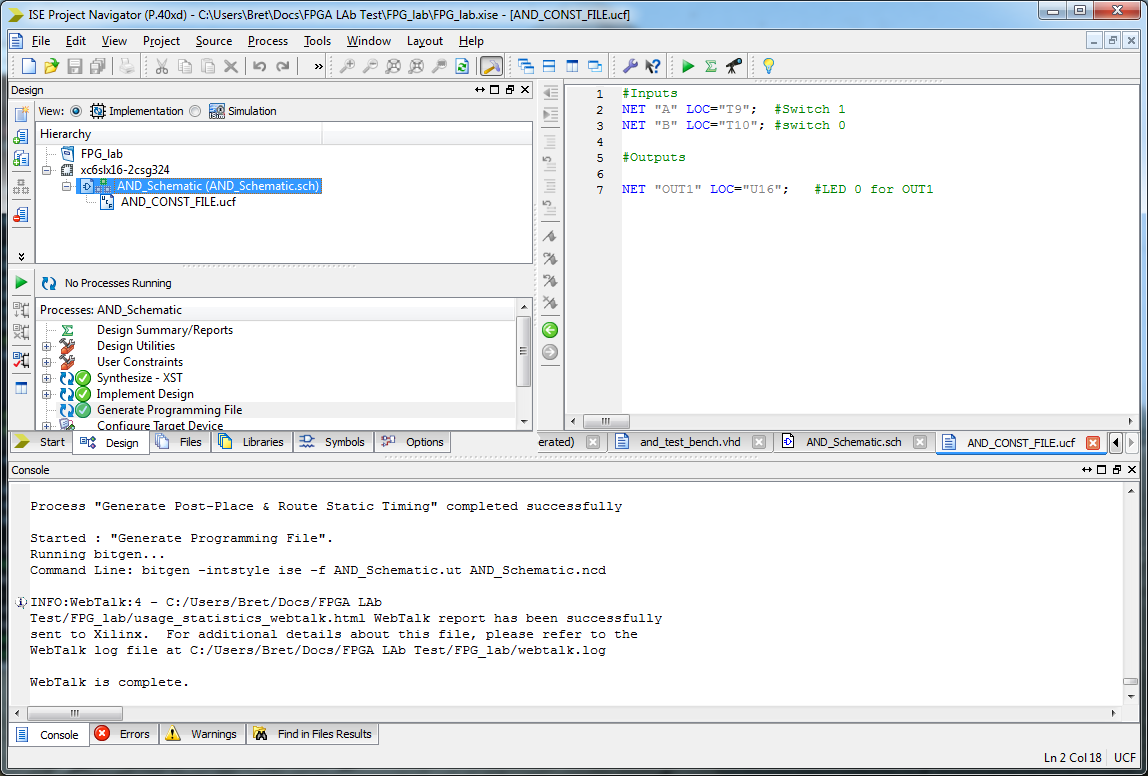 ISE Project Navigator (P.40xd) - C:\Users\Bret\Docs\FPGA LAb Test\FPG_lab\FPG_lab.xise - [AND_CONST_FILE.ucf]
File Edit View Project Source Process Tools Window Layout Help
»
Design
View: Implementation Simulation
Hierarchy
FPG_lab
xc6slx16-2csg324
AND_Schematic (AND_Schematic.sch)
AND_CONST_FILE.ucf
No Processes Running
Processes: AND_Schematic
Design Summary/Reports
Design Utilities
User Constraints
Synthesize - XST
Implement Design
Generate Programming File
Configure Target Device
Start Design Files Libraries Symbols Options
1 #Inputs
2 NET "A" LOC="T9"; #Switch 1
3 NET "B" LOC="T10"; #switch 0
4
5 #Outputs
6
7 NET "OUT1" LOC="U16"; #LED 0 for OUT1
erated) and_test_bench.vhd AND_Schematic.sch AND_CONST_FILE.ucf
Console
Process "Generate Post-Place & Route Static Timing" completed successfully
Started : "Generate Programming File".
Running bitgen...
Command Line: bitgen -intstyle ise -f AND_Schematic.ut AND_Schematic.ncd
INFO:WebTalk:4 - C:/Users/Bret/Docs/FPGA LAb
Test/FPG_lab/usage_statistics_webtalk.html WebTalk report has been successfully
sent to Xilinx.  For additional details about this file, please refer to the
WebTalk log file at C:/Users/Bret/Docs/FPGA LAb Test/FPG_lab/webtalk.log
WebTalk is complete.
Console Errors Warnings Find in Files Results
Ln 2 Col 18 UCF